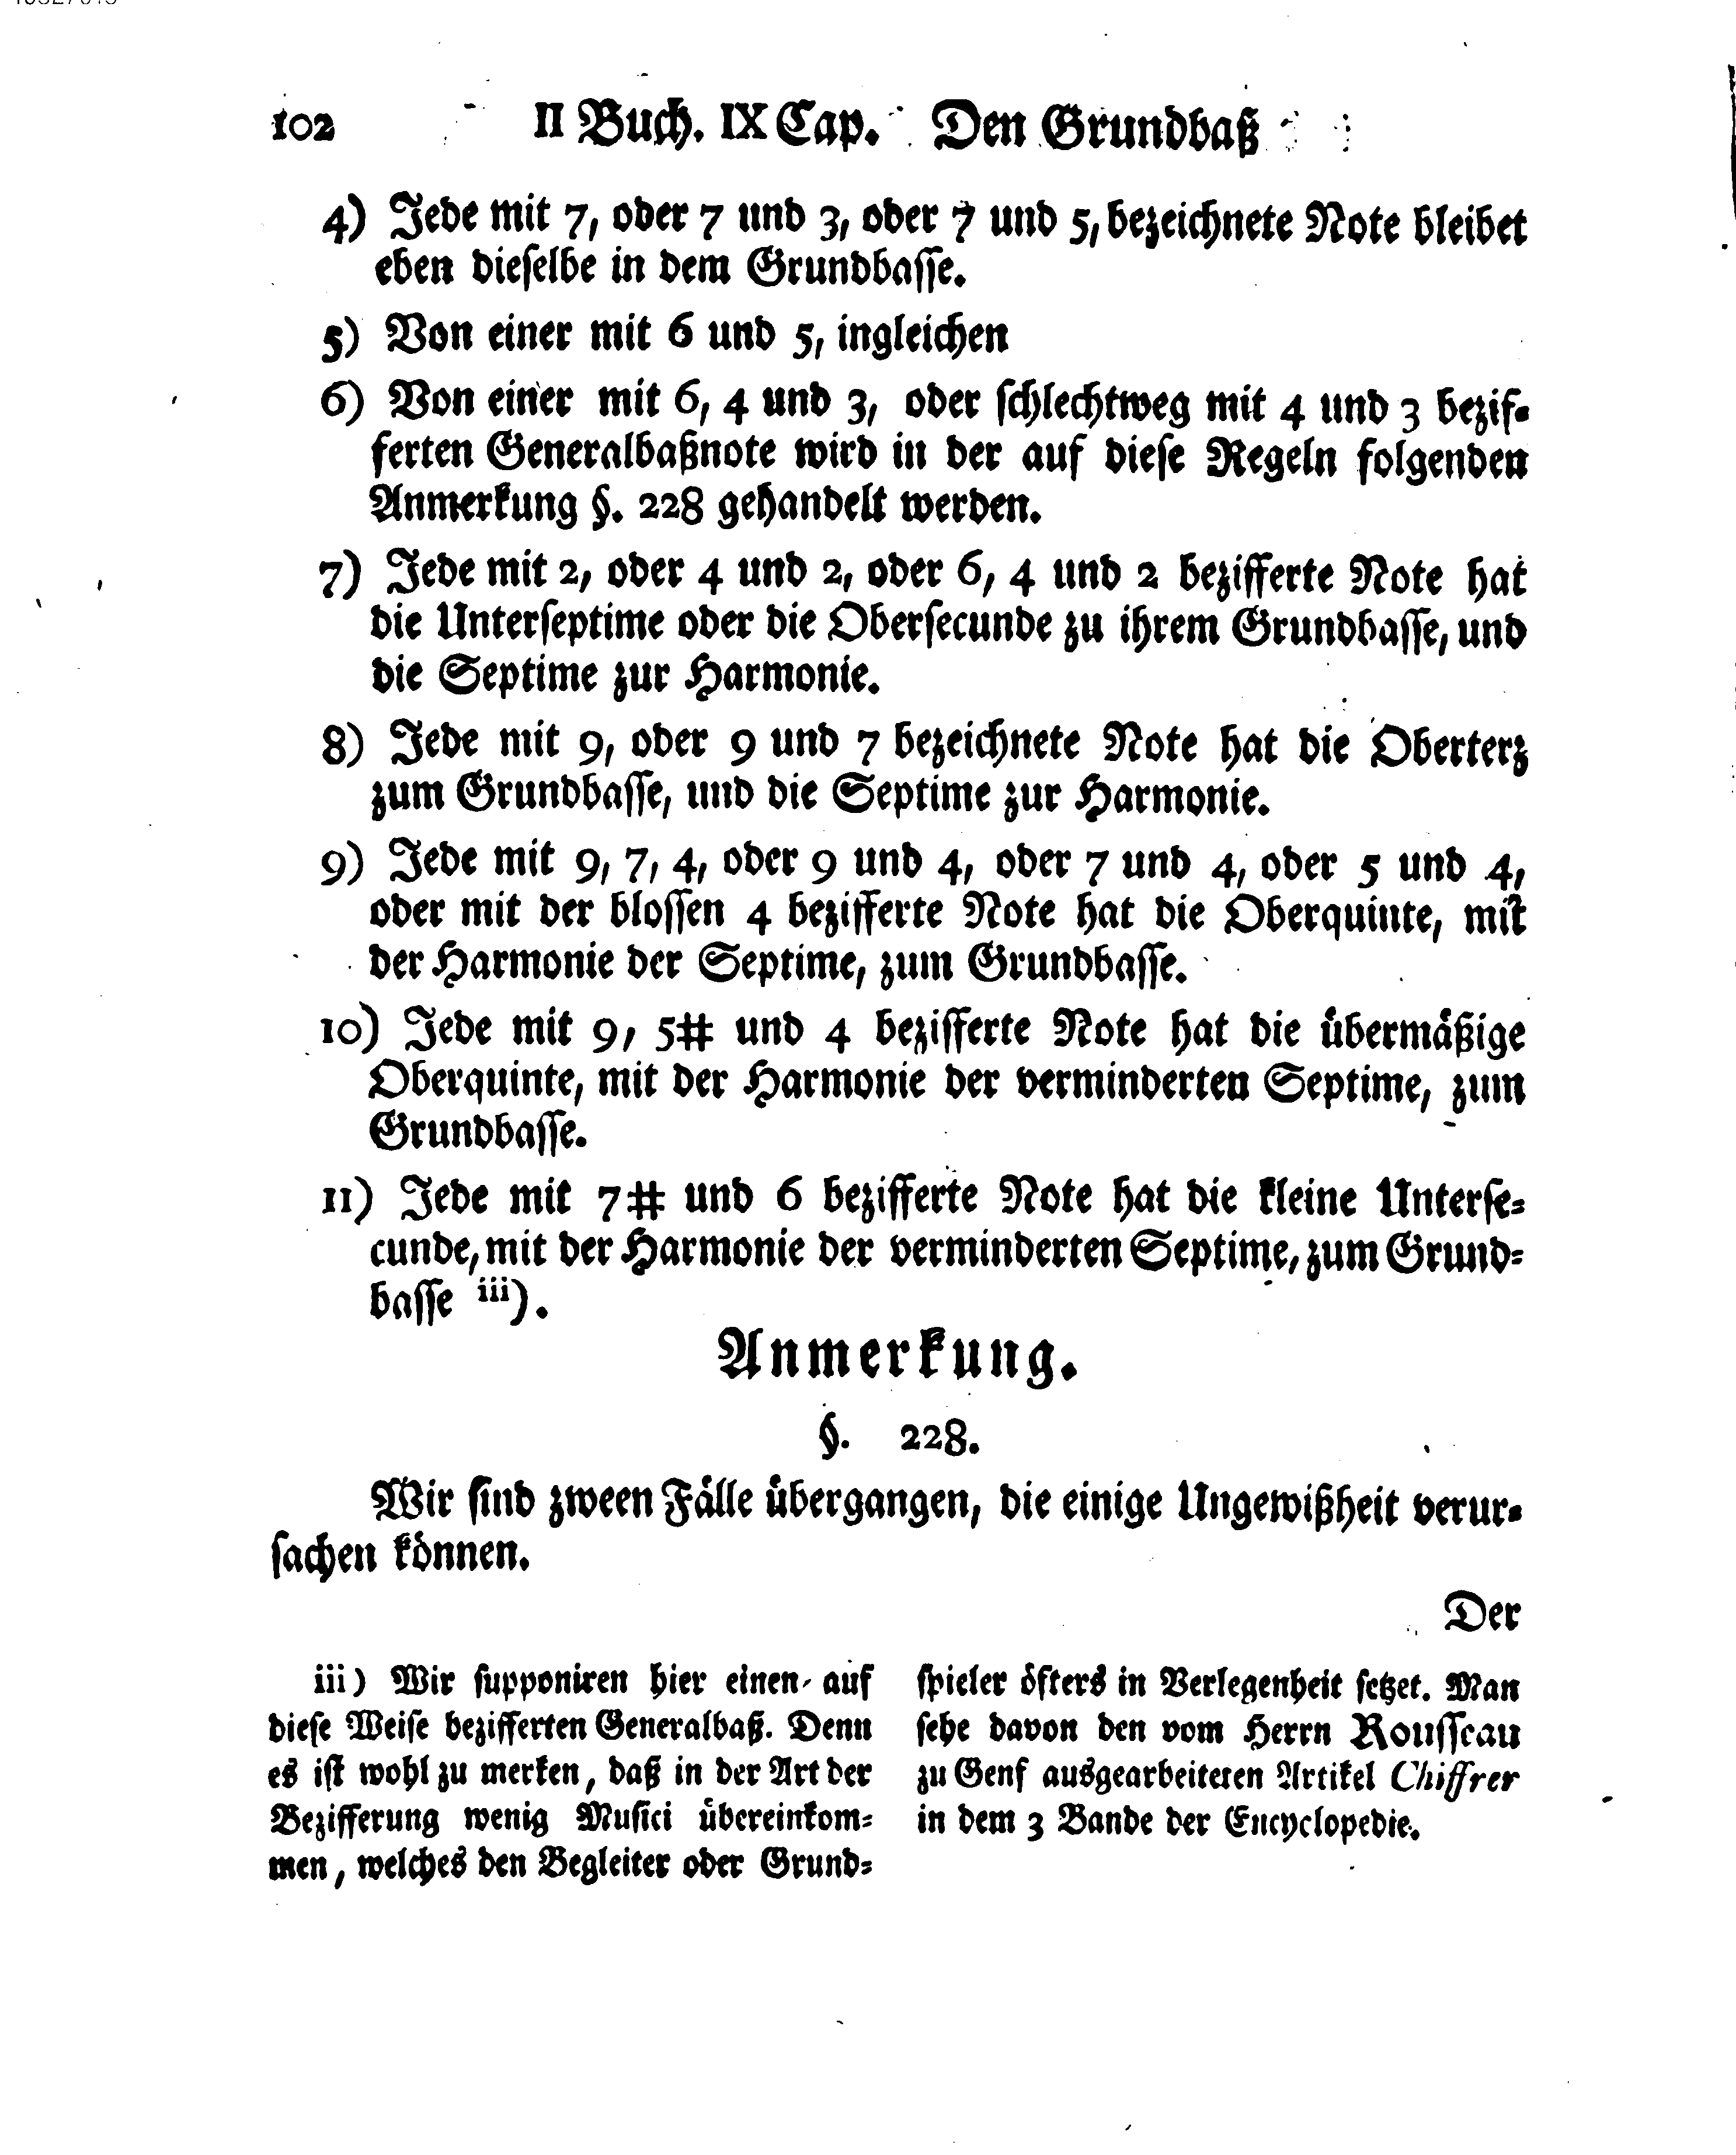 102 II Buch. IX Cap. Den Grundbaß
4) Jede mit 7, oder 7 und 3, oder 7 und 5, bezeichnete Note bleibet
eben dieselbe in dem Grundbasse.
5) Von einer mit 6 und 5, ingleichen
6) Von einer mit 6, 4 und 3, oder schlechtweg mit 4 und 3 bezif-
ferten Generalbaßnote wird in der auf diese Regeln folgenden
Anmerkung §. 228 gehandelt werden.
7) Jede mit 2, oder 4 und 2, oder 6, 4 und 2 bezifferte Note hat
die Unterseptime oder die Obersecunde zu ihrem Grundbasse, und
die Septime zur Harmonie.
8) Jede mit 9, oder 9 und 7 bezeichnete Note hat die Oberterz
zum Grundbasse, und die Septime zur Harmonie.
9) Jede mit 9, 7, 4, oder 9 und 4, oder 7 und 4, oder 5 und 4,
oder mit der blossen 4 bezifferte Note hat die Oberquinte, mit
der Harmonie der Septime, zum Grundbasse.
10) Jede mit 9, 5# und 4 bezifferte Note hat die übermäßige
Oberquinte, mit der Harmonie der verminderten Septime, zum
Grundbasse.
11) Jede mit 7# und 6 bezifferte Note hat die kleine Unterse-
cunde, mit der Harmonie der verminderten Septime, zum Grund-
basse iii).
Anmerkung.
§. 228.
Wir sind zween Fälle übergangen, die einige Ungewißheit verur-
sachen können.
Der
iii) Wir supponiren hier einen auf
diese Weise bezifferten Generalbaß. Denn
es ist wohl zu merken, daß in der Art der
Bezifferung wenig Musici übereinkom-
men, welches den Begleiter oder Grund-
spieler öfters in Verlegenheit setzet. Man
sehe davon den vom Herrn Rousseau
zu Genf ausgearbeiteten Artikel Chiffrer
in dem 3 Bande der Encyclopedie.